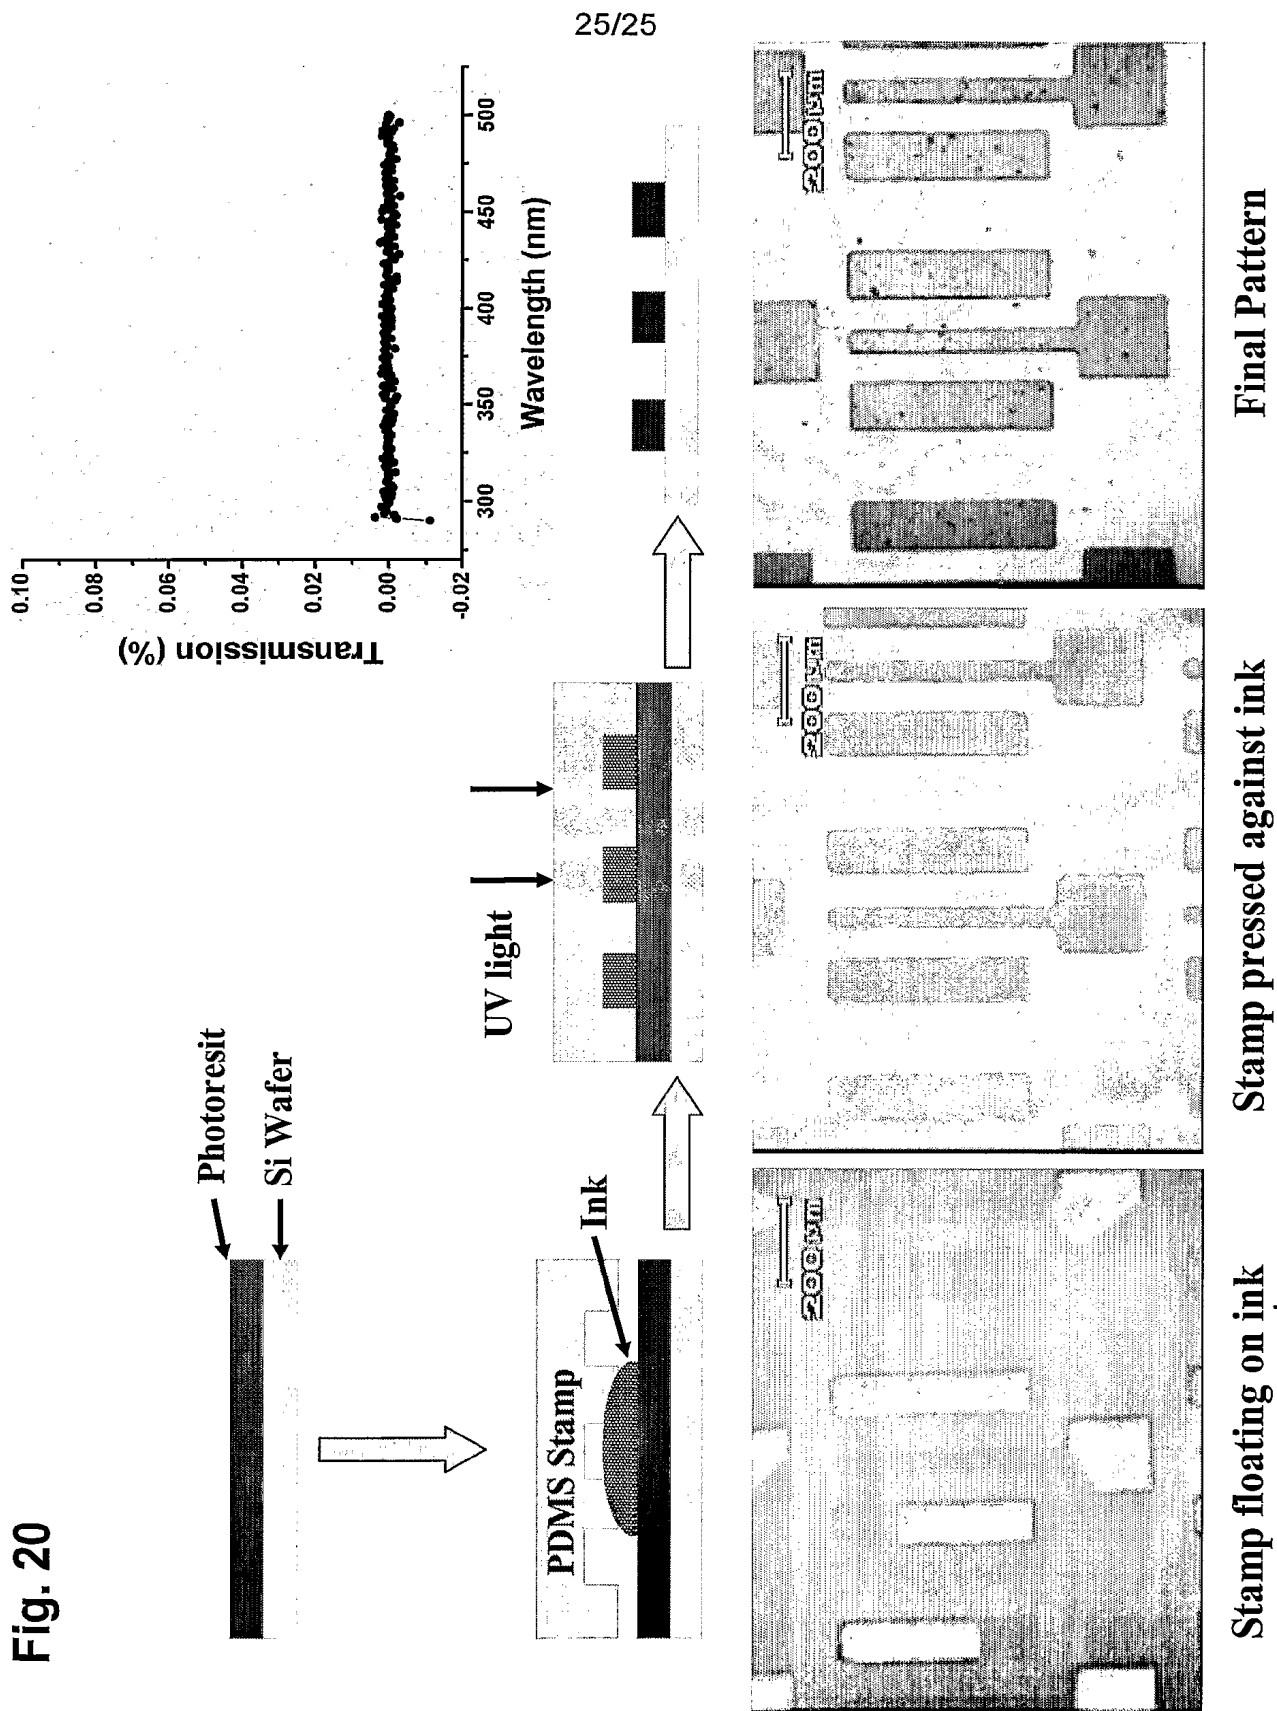 25/25
Fig. 20
Photoresit
Si Wafer
PDMS Stamp
Ink
UV light
Transmission (%)
0.10
0.08
0.06
0.04
0.02
0.00
-0.02
300
350
400
450
500
Wavelength (nm)
200µm
200µm
200µm
Stamp floating on ink
Stamp pressed against ink
Final Pattern